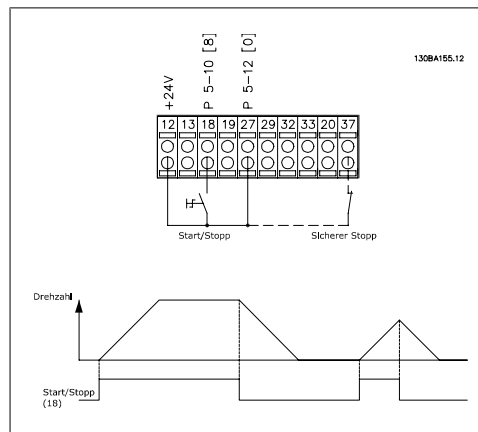 130BA155.12
+24V
P 5-10 [8]
P 5-12 [0]
12 13 18 19 27 29 32 33 20 37
Start/Stopp
Sicherer Stopp
Drehzahl
Start/Stopp
(18)